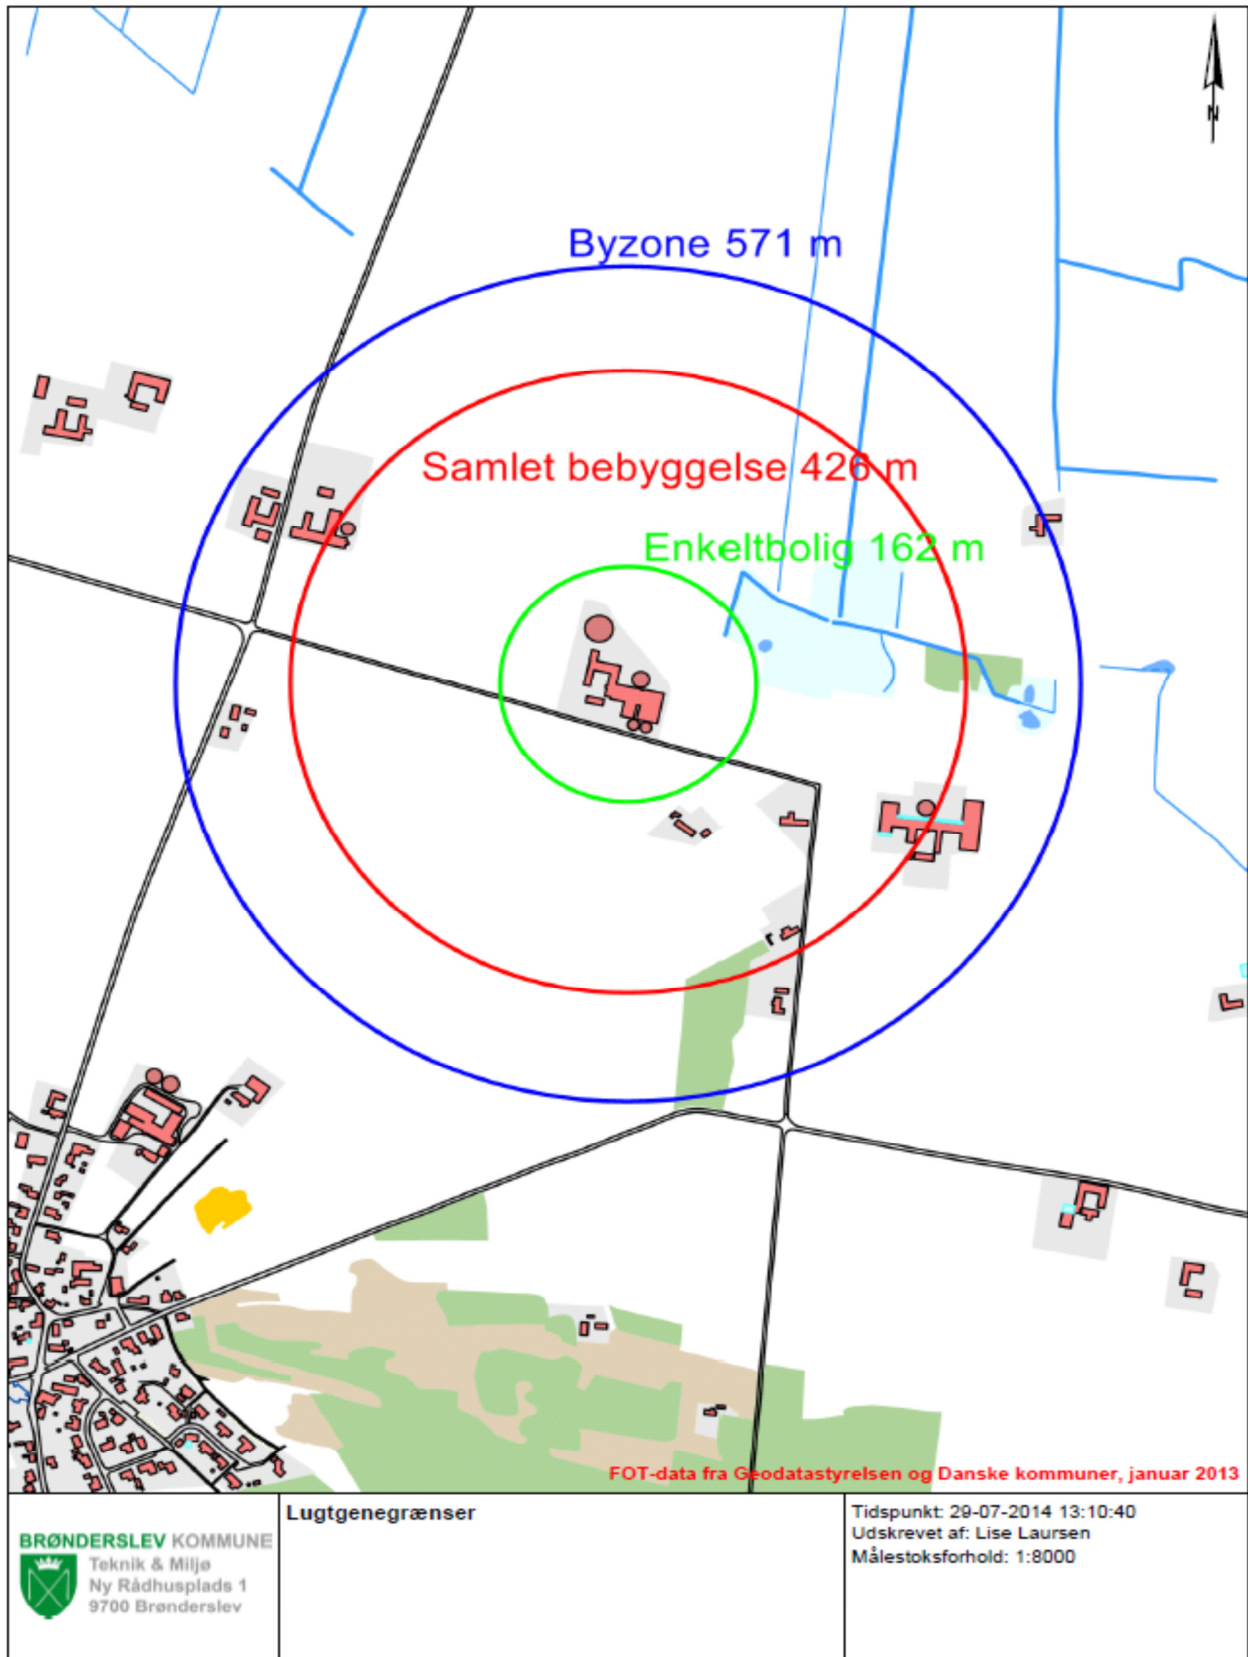 N
Byzone 571 m
Samlet bebyggelse 426 m
Enkeltbolig 162 m
FOT-data fra Geodatastyrelsen og Danske kommuner, januar 2013
BRØNDERSLEV KOMMUNE
Teknik & Miljø
Ny Rådhusplads 1
9700 Brønderslev
Lugtgenegrænser
Tidspunkt: 29-07-2014 13:10:40
Udskrevet af: Lise Laursen
Målestoksforhold: 1:8000